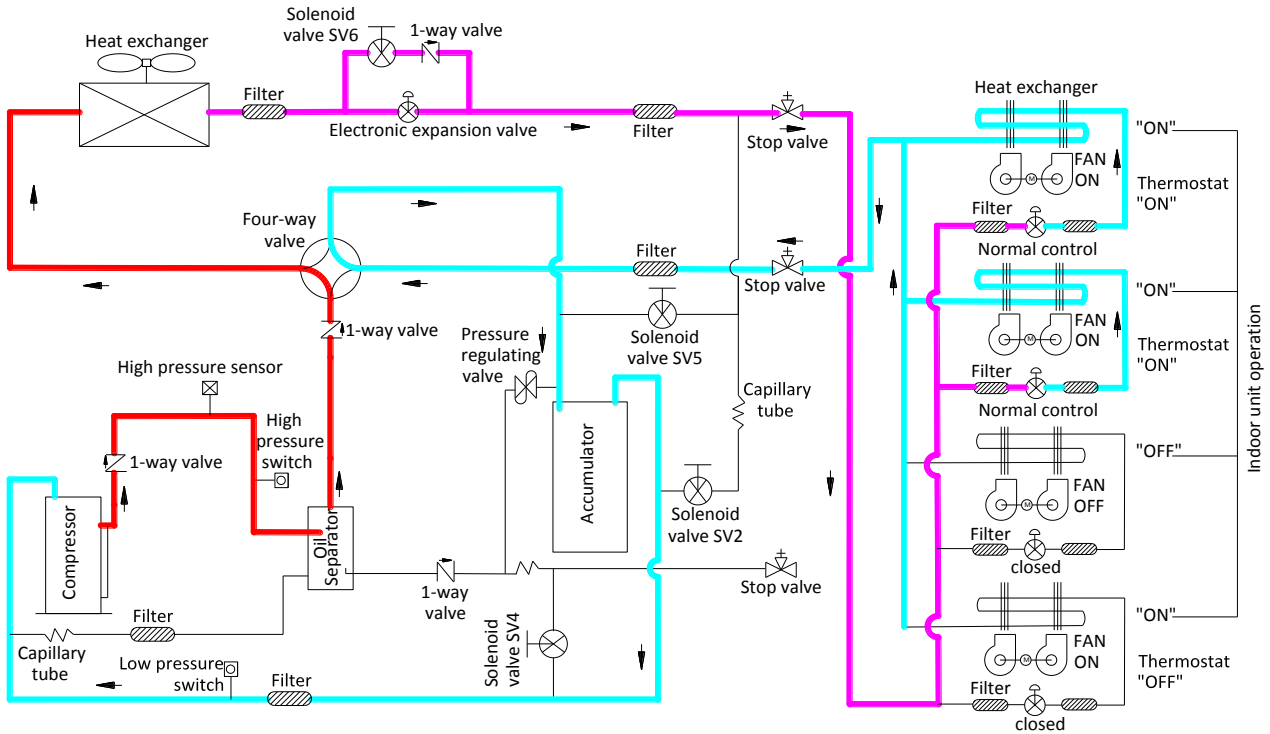 Heat exchanger
Solenoid
valve SV6
1-way valve
Filter
Electronic expansion valve
Filter
Stop valve
Heat exchanger
"ON"
FAN
ON
Thermostat
"ON"
Filter
Normal control
Four-way
valve
Filter
Stop valve
1-way valve
Solenoid
valve SV5
Pressure
regulating
valve
"ON"
FAN
ON
Thermostat
"ON"
Filter
Normal control
Indoor unit operation
High pressure sensor
High
pressure
switch
1-way valve
Capillary
tube
"OFF"
FAN
OFF
Filter
closed
Compressor
Oil
Separator
Accumulator
Solenoid
valve SV2
1-way
valve
Stop valve
Filter
Capillary
tube
Solenoid
valve SV4
Low pressure
switch
Filter
"ON"
FAN
ON
Thermostat
"OFF"
Filter
closed
M
M
M
M